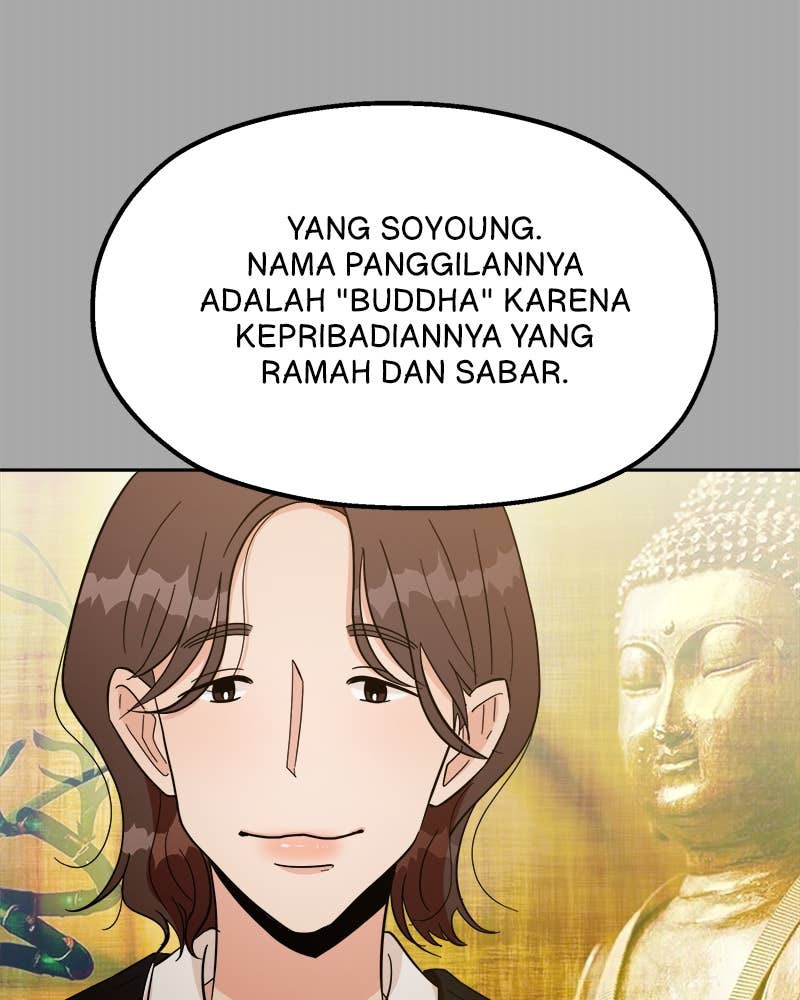 YANG SOYOUNG.
NAMA PANGGILANNYA
ADALAH "BUDDHA" KARENA
KEPRIBADIANNYA YANG
RAMAH DAN SABAR.